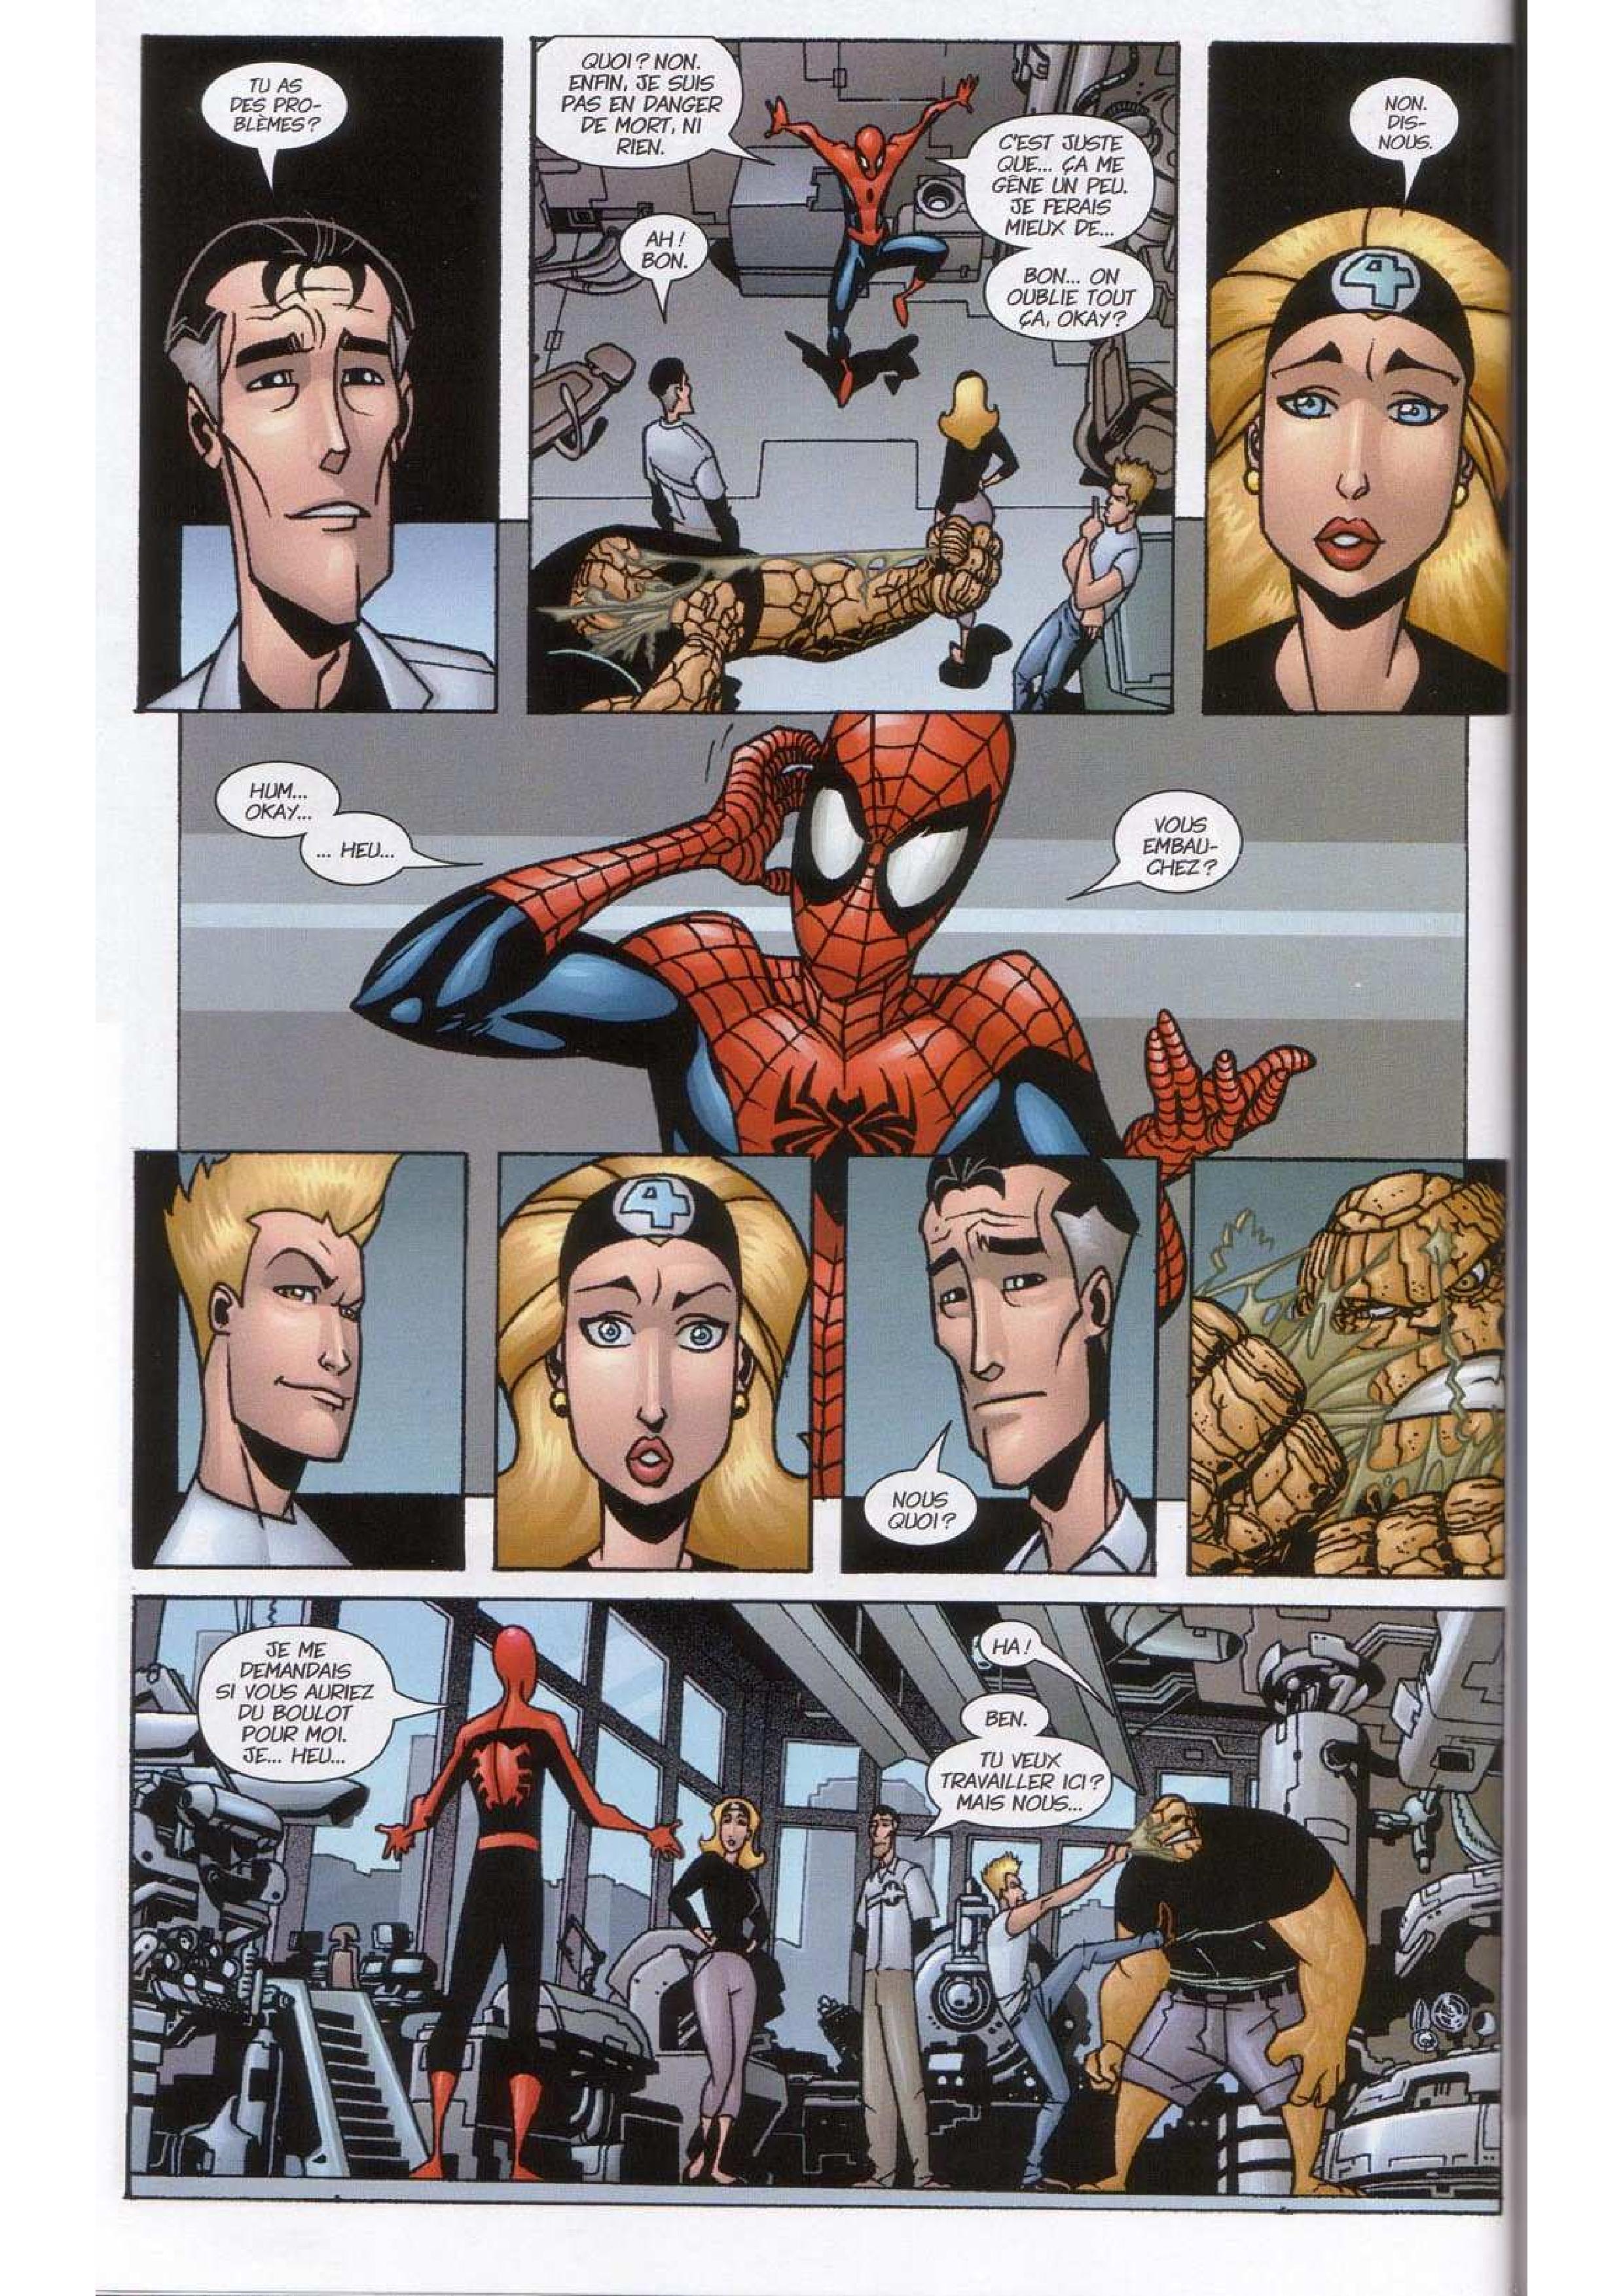 TU AS
DES PRO-
BLÈMES?
QUOI? NON.
ENFIN, JE SUIS
PAS EN DANGER
DE MORT, NI
RIEN.
AH!
BON.
C'EST JUSTE
QUE... ÇA ME
GÊNE UN PEU.
JE FERAIS
MIEUX DE...
BON... ON
OUBLIE TOUT
ÇA, OKAY?
NON.
DIS-
NOUS.
4
HUM...
OKAY...
... HEU...
VOUS
EMBAU-
CHEZ?
4
NOUS
QUOI?
JE ME
DEMANDAIS
SI VOUS AURIEZ
DU BOULOT
POUR MOI.
JE... HEU...
HA!
BEN.
TU VEUX
TRAVAILLER ICI?
MAIS NOUS...